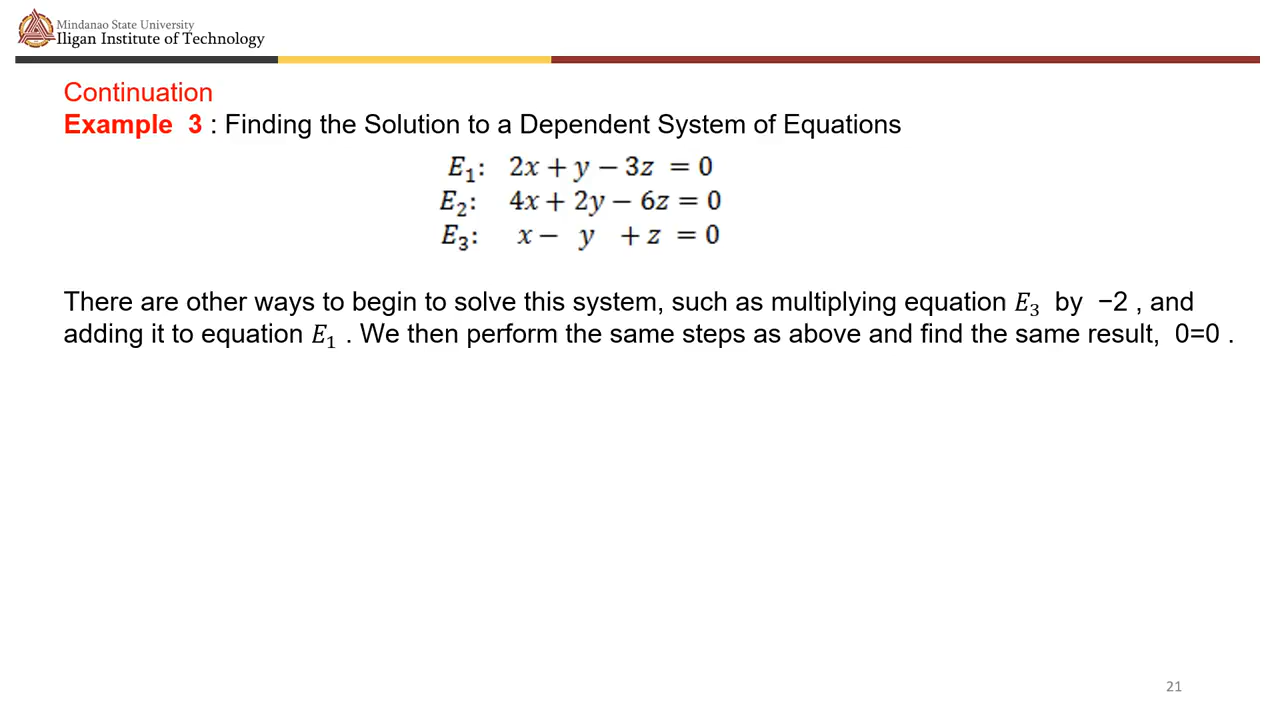 Mindanao State University
Iligan Institute of Technology
Continuation
Example 3 : Finding the Solution to a Dependent System of Equations
E₁: 2x + y − 3z = 0
E₂: 4x + 2y − 6z = 0
E₃: x − y + z = 0
There are other ways to begin to solve this system, such as multiplying equation E₃ by −2 , and
adding it to equation E₁ . We then perform the same steps as above and find the same result, 0=0 .
21